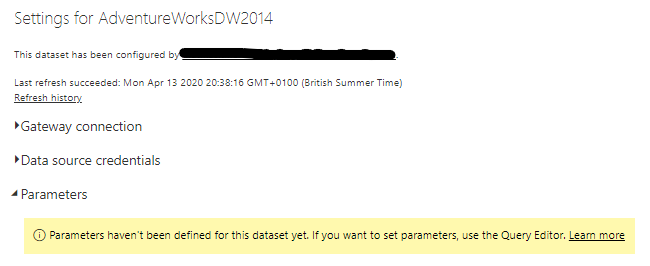 Settings for AdventureWorksDW2014
This dataset has been configured by
Last refresh succeeded: Mon Apr 13 2020 20:38:16 GMT+0100 (British Summer Time)
Refresh history
Gateway connection
Data source credentials
Parameters
Parameters haven't been defined for this dataset yet. If you want to set parameters, use the Query Editor. Learn more